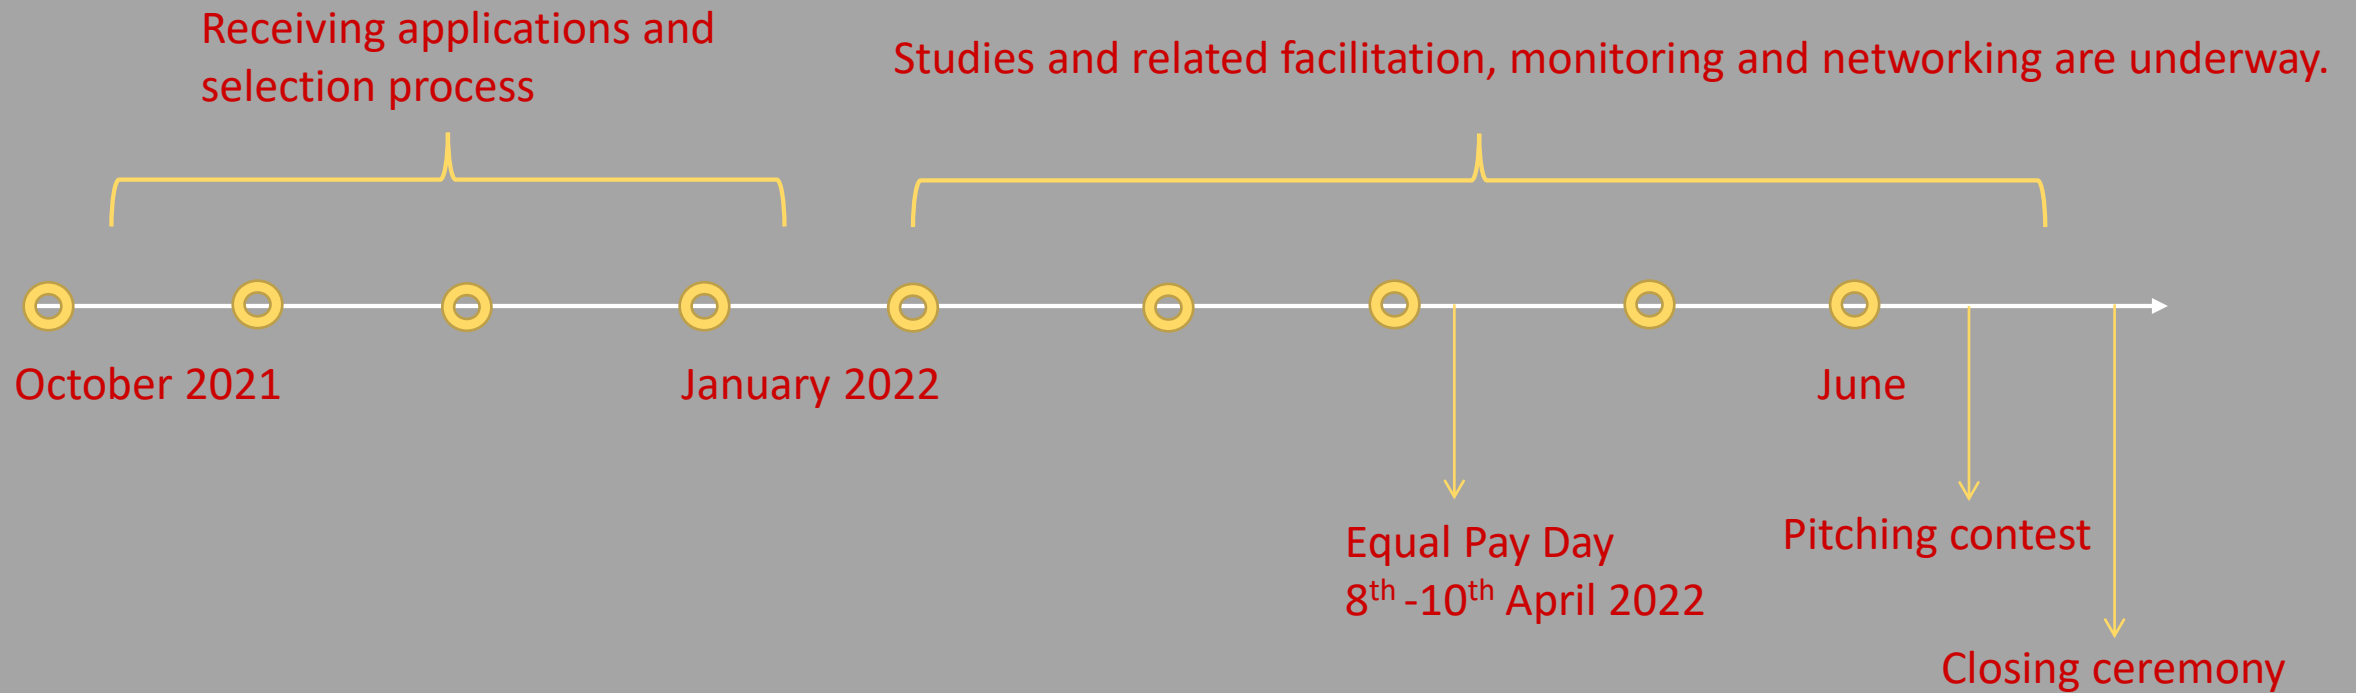 Receiving applications and
selection process
Studies and related facilitation, monitoring and networking are underway.
October 2021
January 2022
June
Equal Pay Day
8th -10th April 2022
Pitching contest
Closing ceremony